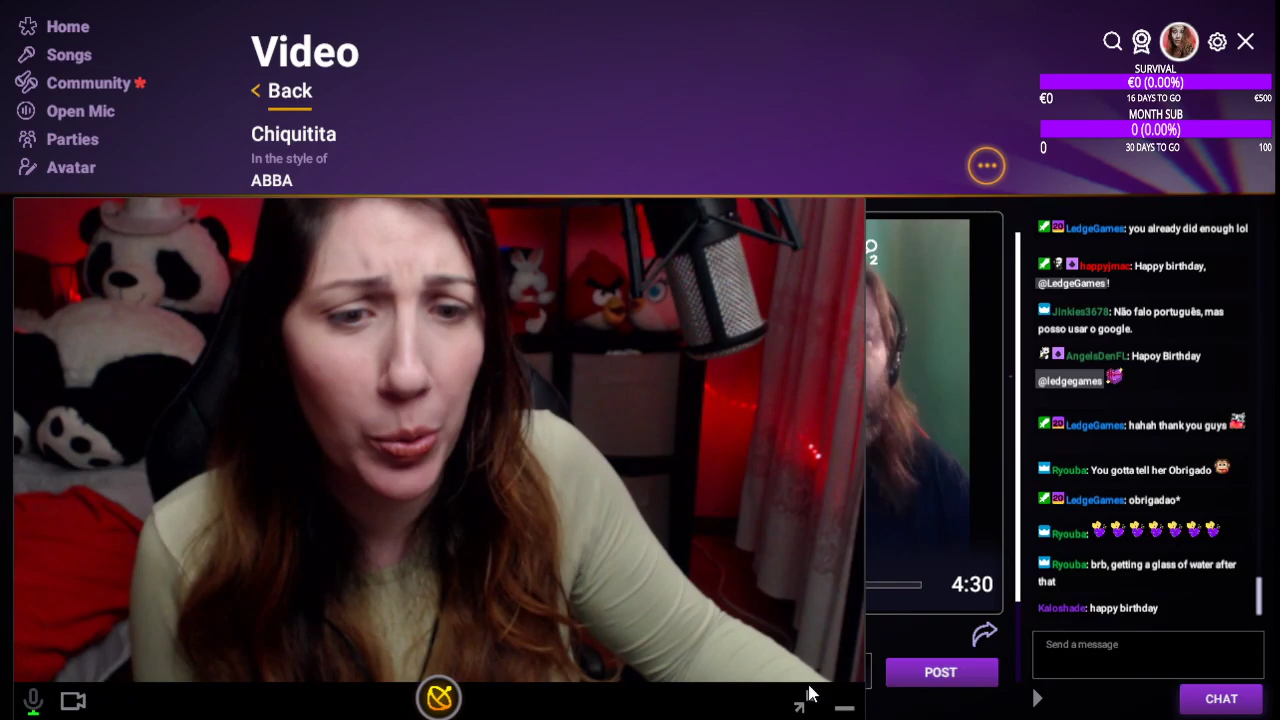 Home
Songs
Community *
Open Mic
Parties
Avatar
Video
< Back
Chiquitita
In the style of
ABBA
SURVIVAL
€0 (0.00%)
€0 16 DAYS TO GO €500
MONTH SUB
0 (0.00%)
0 30 DAYS TO GO 100
2
4:30
POST
LedgeGames: you already did enough lol
happyjmac: Happy birthday,
@LedgeGames !
Jinkies3678: Não falo português, mas
posso usar o google.
AngelsDenFL: Hapoy Birthday
@ledgegames
LedgeGames: hahah thank you guys
Ryouba: You gotta tell her Obrigado
LedgeGames: obrigadao*
Ryouba:
Ryouba: brb, getting a glass of water after
that
Kaloshade: happy birthday
Send a message
CHAT